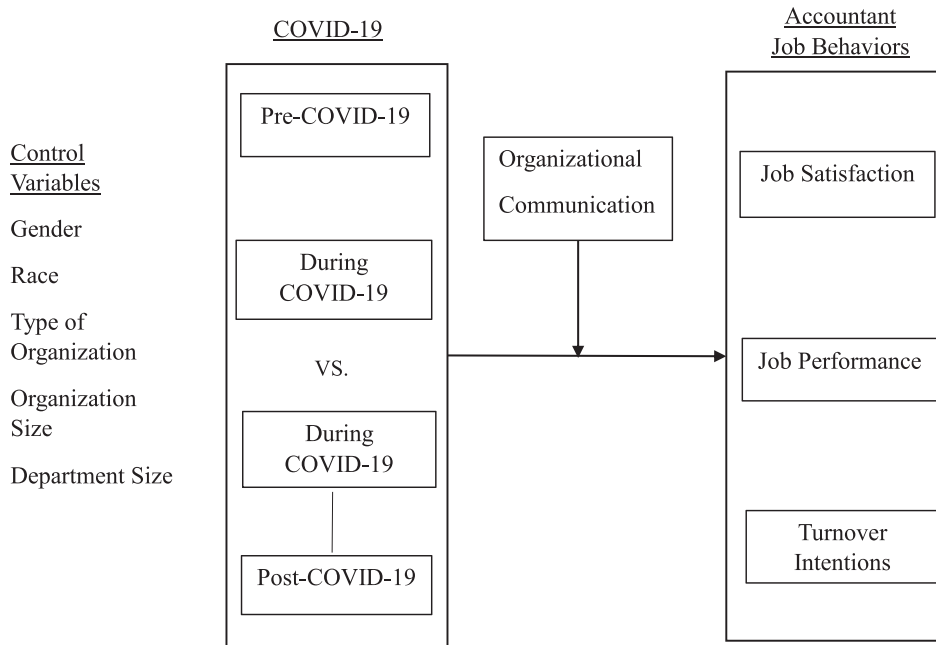 COVID-19
Accountant
Job Behaviors
Control
Variables
Gender
Race
Type of
Organization
Organization
Size
Department Size
Pre-COVID-19
During
COVID-19
VS.
During
COVID-19
Post-COVID-19
Organizational
Communication
Job Satisfaction
Job Performance
Turnover
Intentions